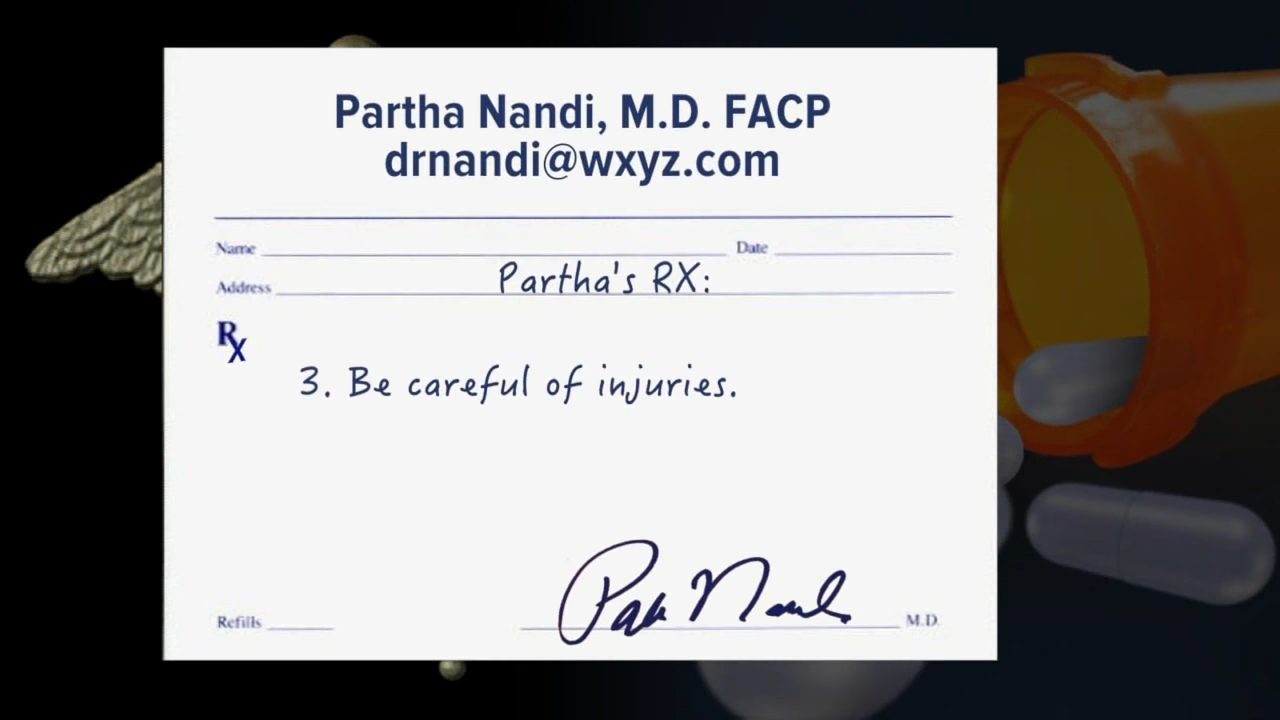 Partha Nandi, M.D. FACP
drnandi@wxyz.com
Name Date
Partha's RX:
Address
Rx
3. Be careful of injuries.
Refills M.D.